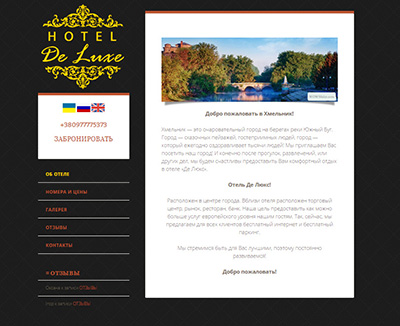 HOTEL
De Luxe
+380977775373
ЗАБРОНИРОВАТЬ
ОБ ОТЕЛЕ
НОМЕРА И ЦЕНЫ
ГАЛЕРЕЯ
ОТЗЫВЫ
КОНТАКТЫ
ОТЗЫВЫ
к записи ОТЗЫВЫ
к записи ОТЗЫВЫ
Добро пожаловать в Хмельник!
Хмельник — это очаровательный город на берегах реки Южный Буг.
Город — сказочных пейзажей, гостеприимных людей, город —
который ежегодно оздоравливает тысячи людей! Мы приглашаем Вас
посетить наш город! И конечно после прогулок, развлечений, или
других дел, мы будем счастливы предоставить Вам комфортный отдых
в отеле «Де Люкс».
Отель Де Люкс!
Расположен в центре города. Вблизи отеля расположен торговый
центр, рынок, ресторан, банк. Наша цель предоставить как можно
больше услуг европейского уровня нашим гостям. Так, сейчас, мы
предлагаем для всех клиентов бесплатный интернет и бесплатный
паркинг.
Мы стремимся быть для Вас лучшими, поэтому постоянно
развиваемся!
Добро пожаловать!